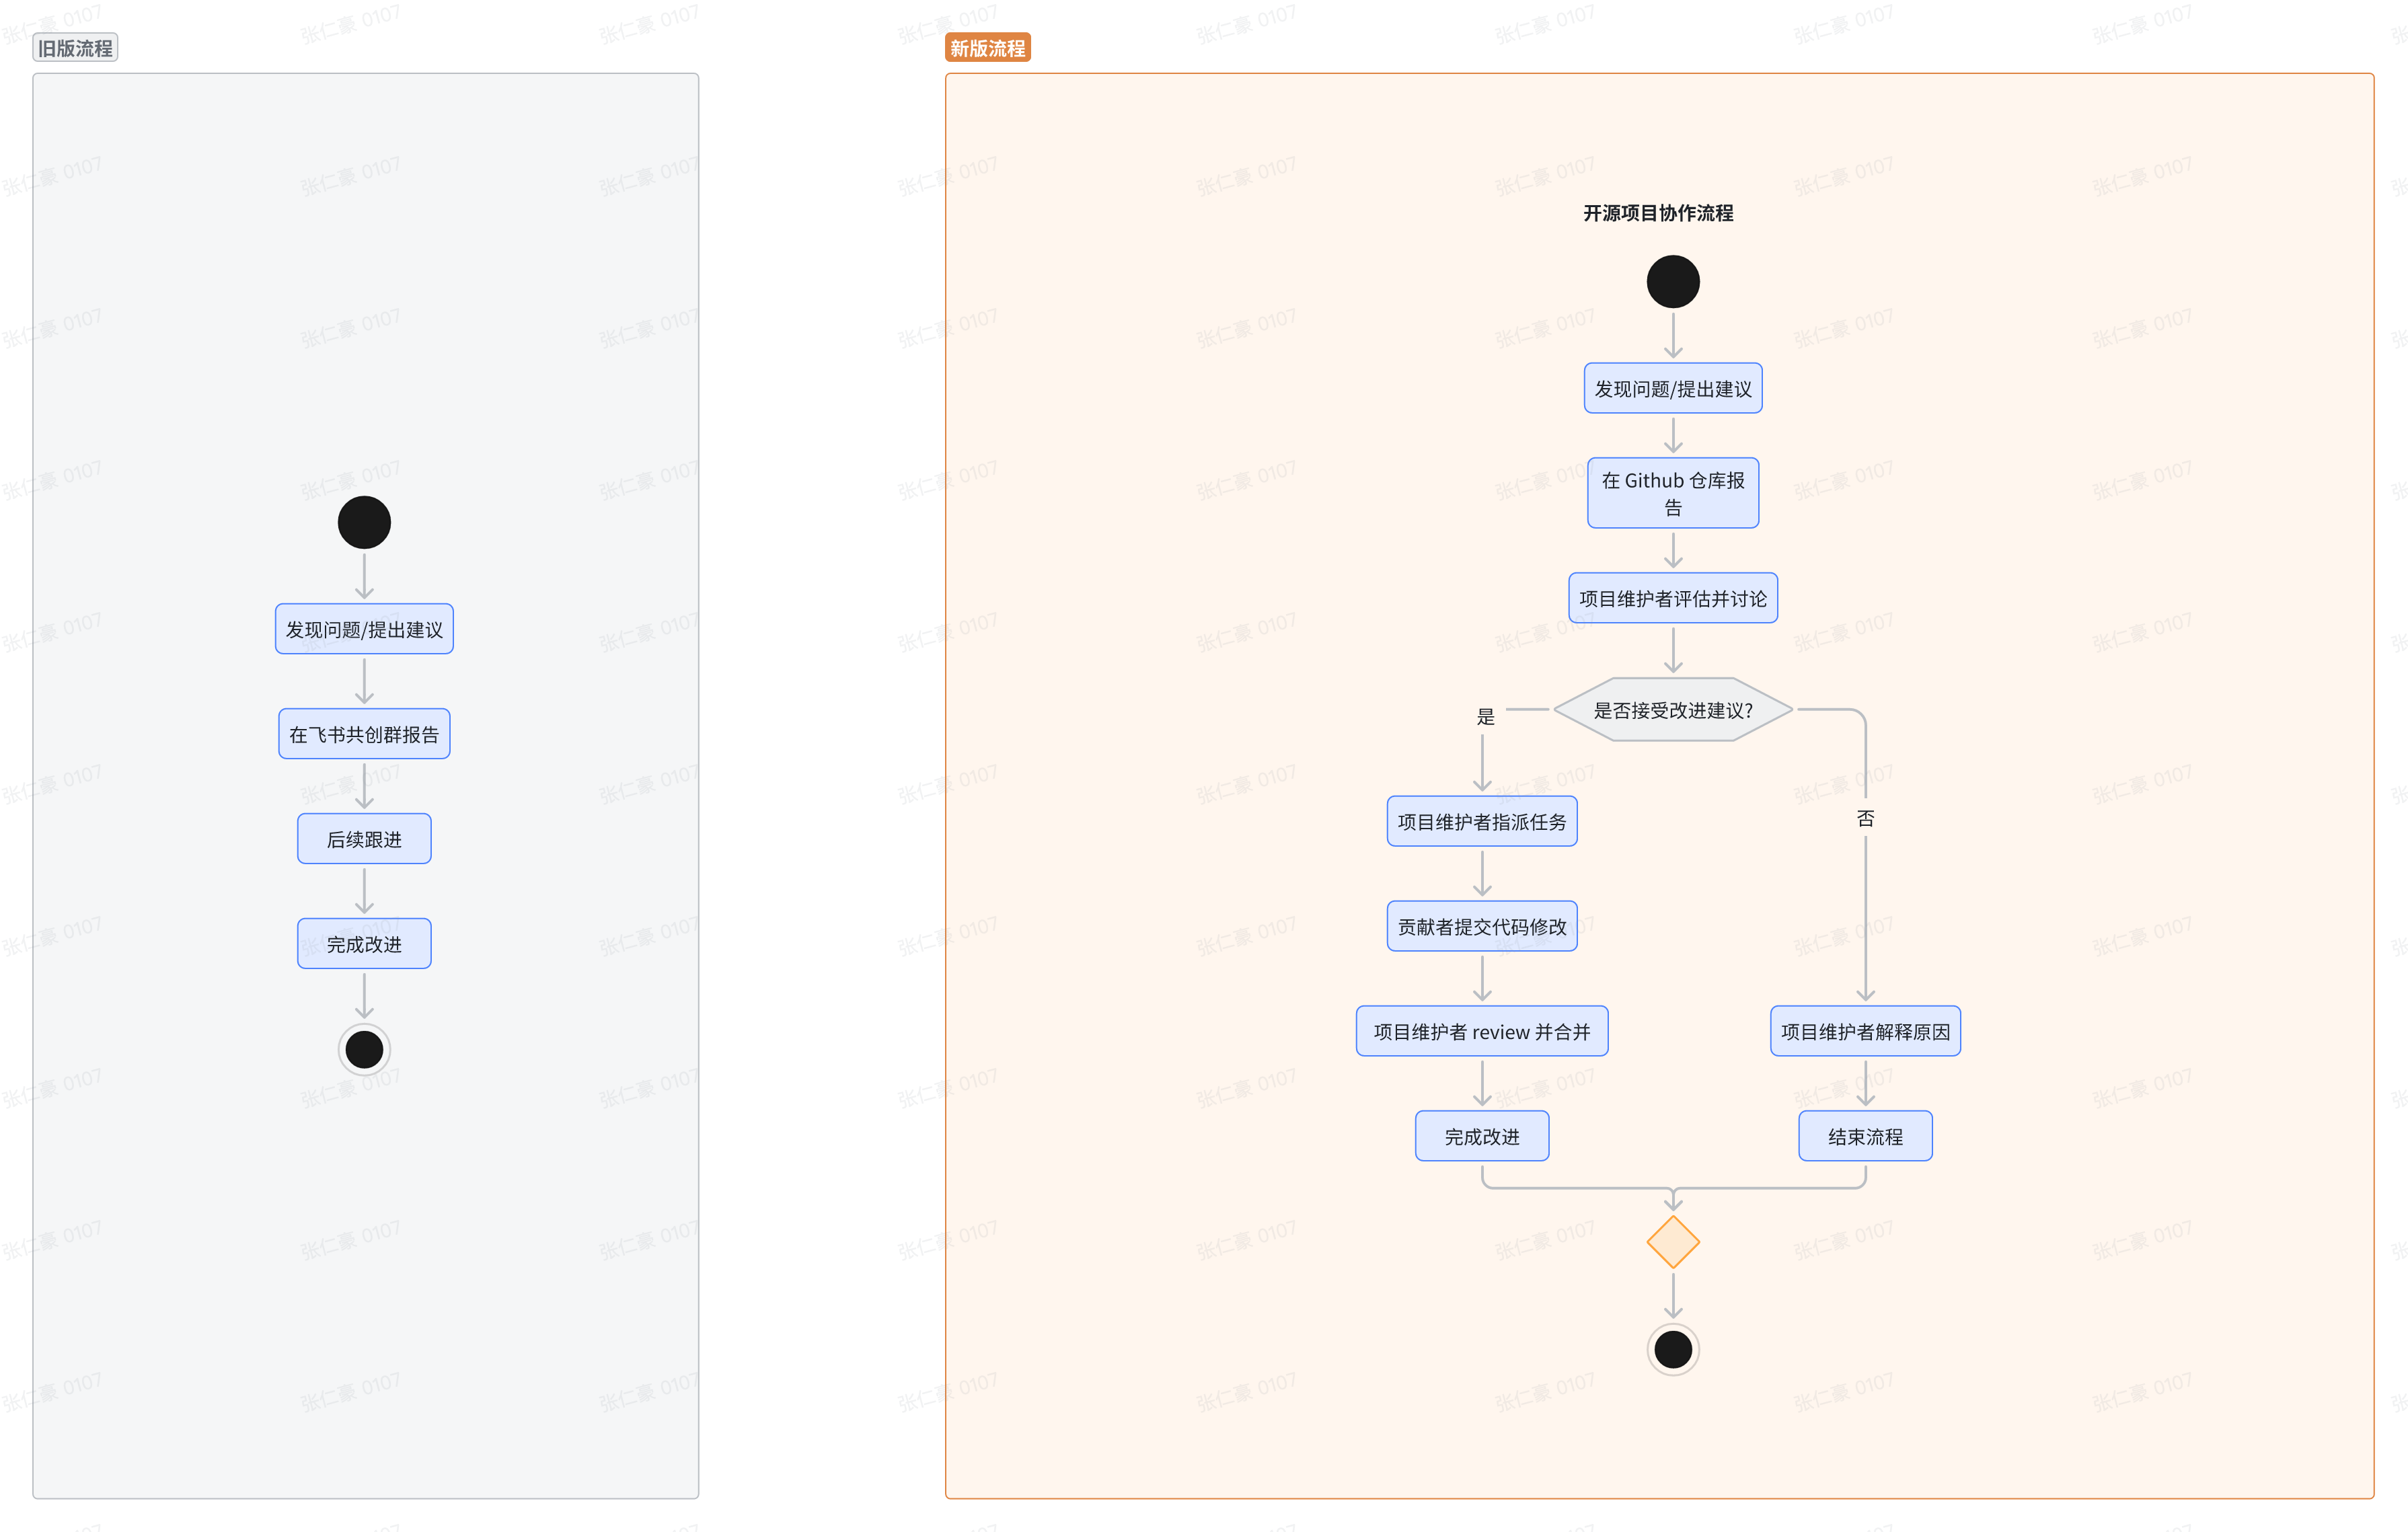 旧版流程
发现问题/提出建议
在飞书共创群报告
后续跟进
完成改进
新版流程
开源项目协作流程
发现问题/提出建议
在 Github 仓库报
告
项目维护者评估并讨论
是否接受改进建议?
是
否
项目维护者指派任务
贡献者提交代码修改
项目维护者 review 并合并
项目维护者解释原因
完成改进
结束流程
张仁豪 0107